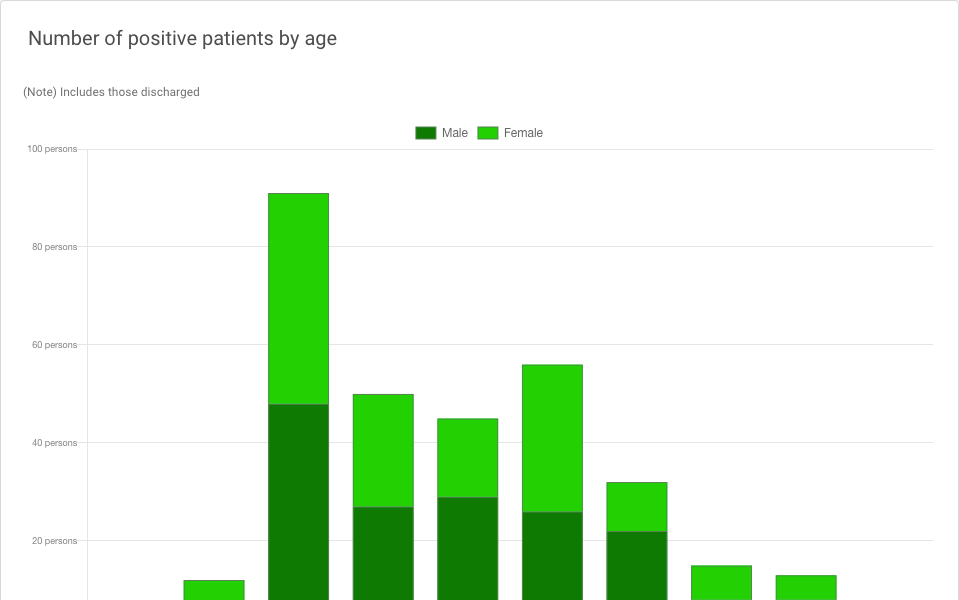 Number of positive patients by age
(Note) Includes those discharged
Male Female
100 persons
80 persons
60 persons
40 persons
20 persons